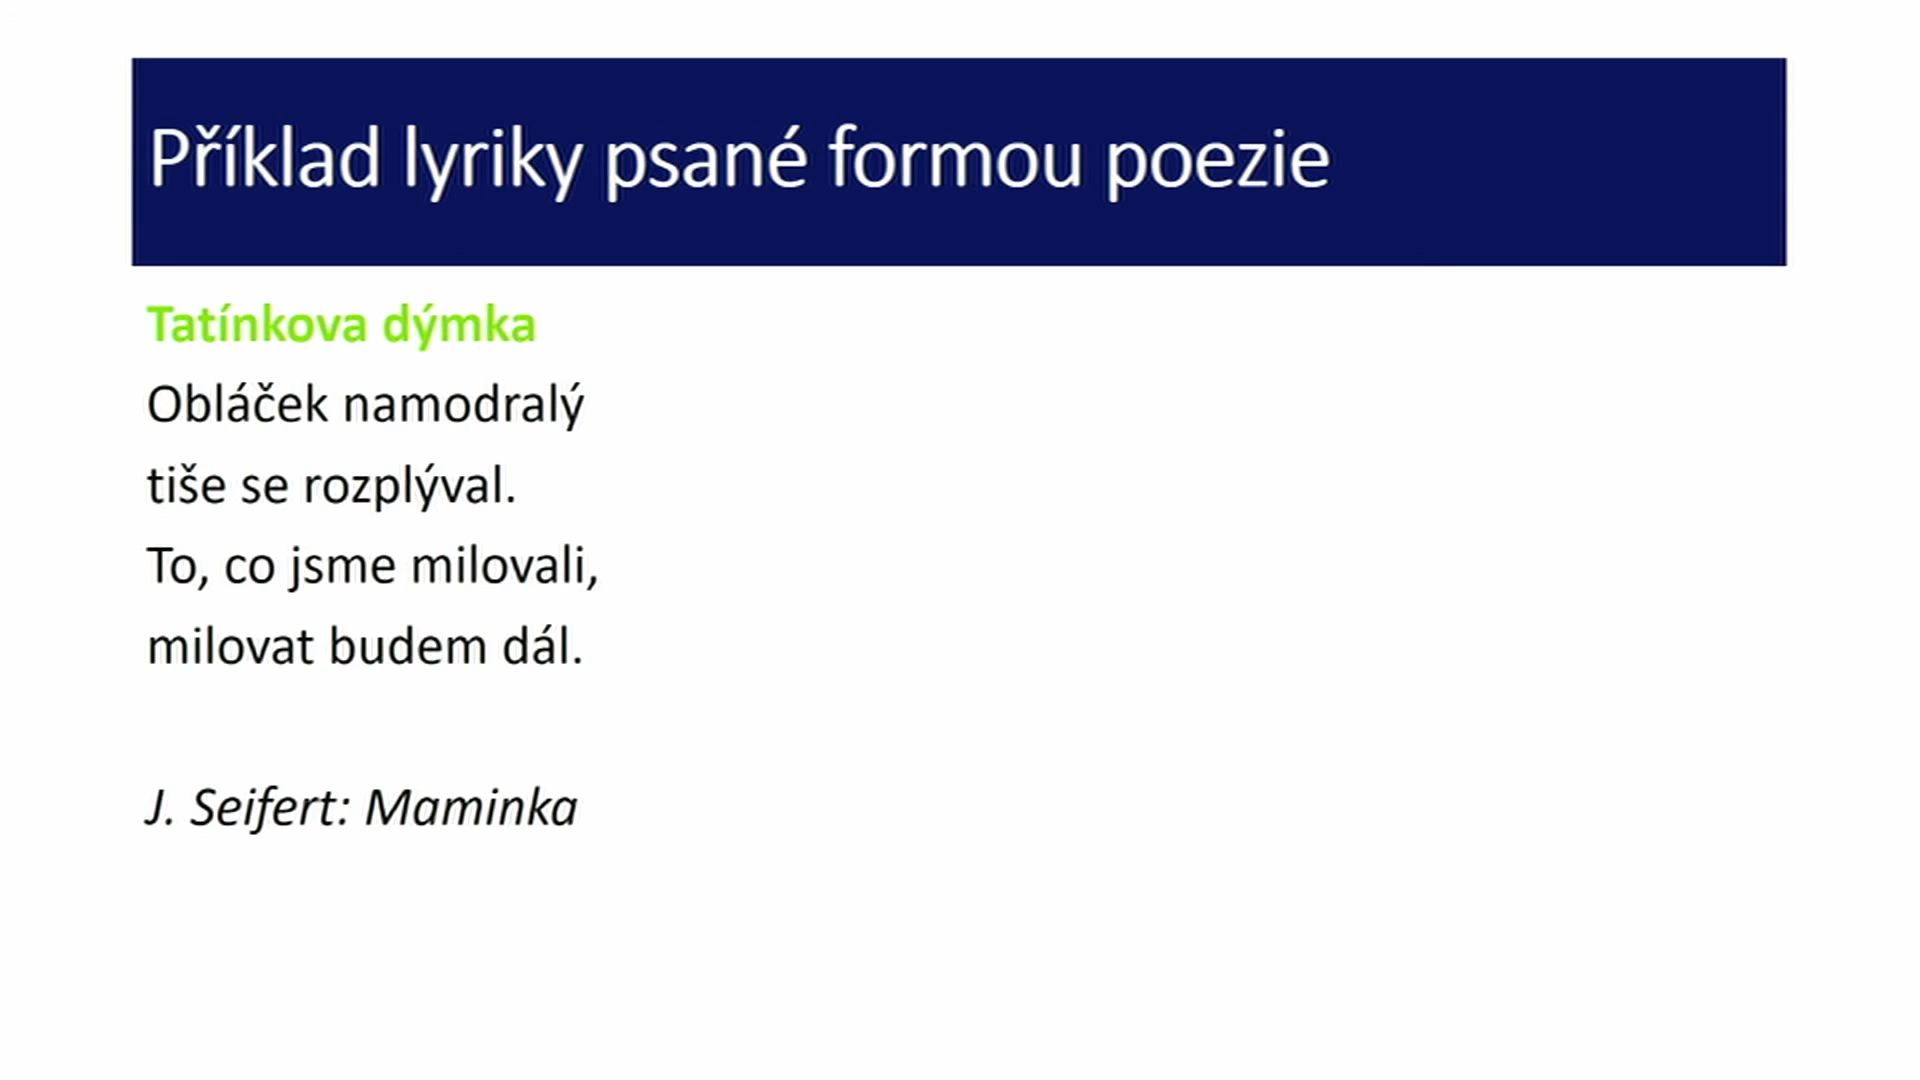 Příklad lyriky psané formou poezie
Tatínkova dýmka
Obláček namodralý
tiše se rozplýval.
To, co jsme milovali,
milovat budem dál.
J. Seifert: Maminka